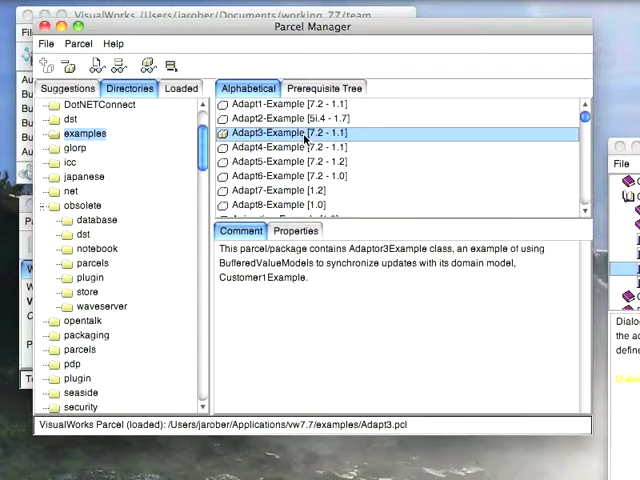 VisualWorks /Users/jarober/Documents/working_77/team
Parcel Manager
File Parcel Help
Suggestions Directories Loaded
Alphabetical Prerequisite Tree
DotNETConnect
dst
examples
glorp
icc
japanese
net
obsolete
database
dst
notebook
parcels
plugin
store
waveserver
opentalk
packaging
parcels
pdp
plugin
seaside
security
Adapt1-Example [7.2 - 1.1]
Adapt2-Example [5i.4 - 1.7]
Adapt3-Example [7.2 - 1.1]
Adapt4-Example [7.2 - 1.1]
Adapt5-Example [7.2 - 1.2]
Adapt6-Example [7.2 - 1.0]
Adapt7-Example [1.2]
Adapt8-Example [1.0]
Comment Properties
This parcel/package contains Adaptor3Example class, an example of using
BufferedValueModels to synchronize updates with its domain model,
Customer1Example.
VisualWorks Parcel (loaded): /Users/jarober/Applications/vw7.7/examples/Adapt3.pcl
File
Dialo
the ac
define